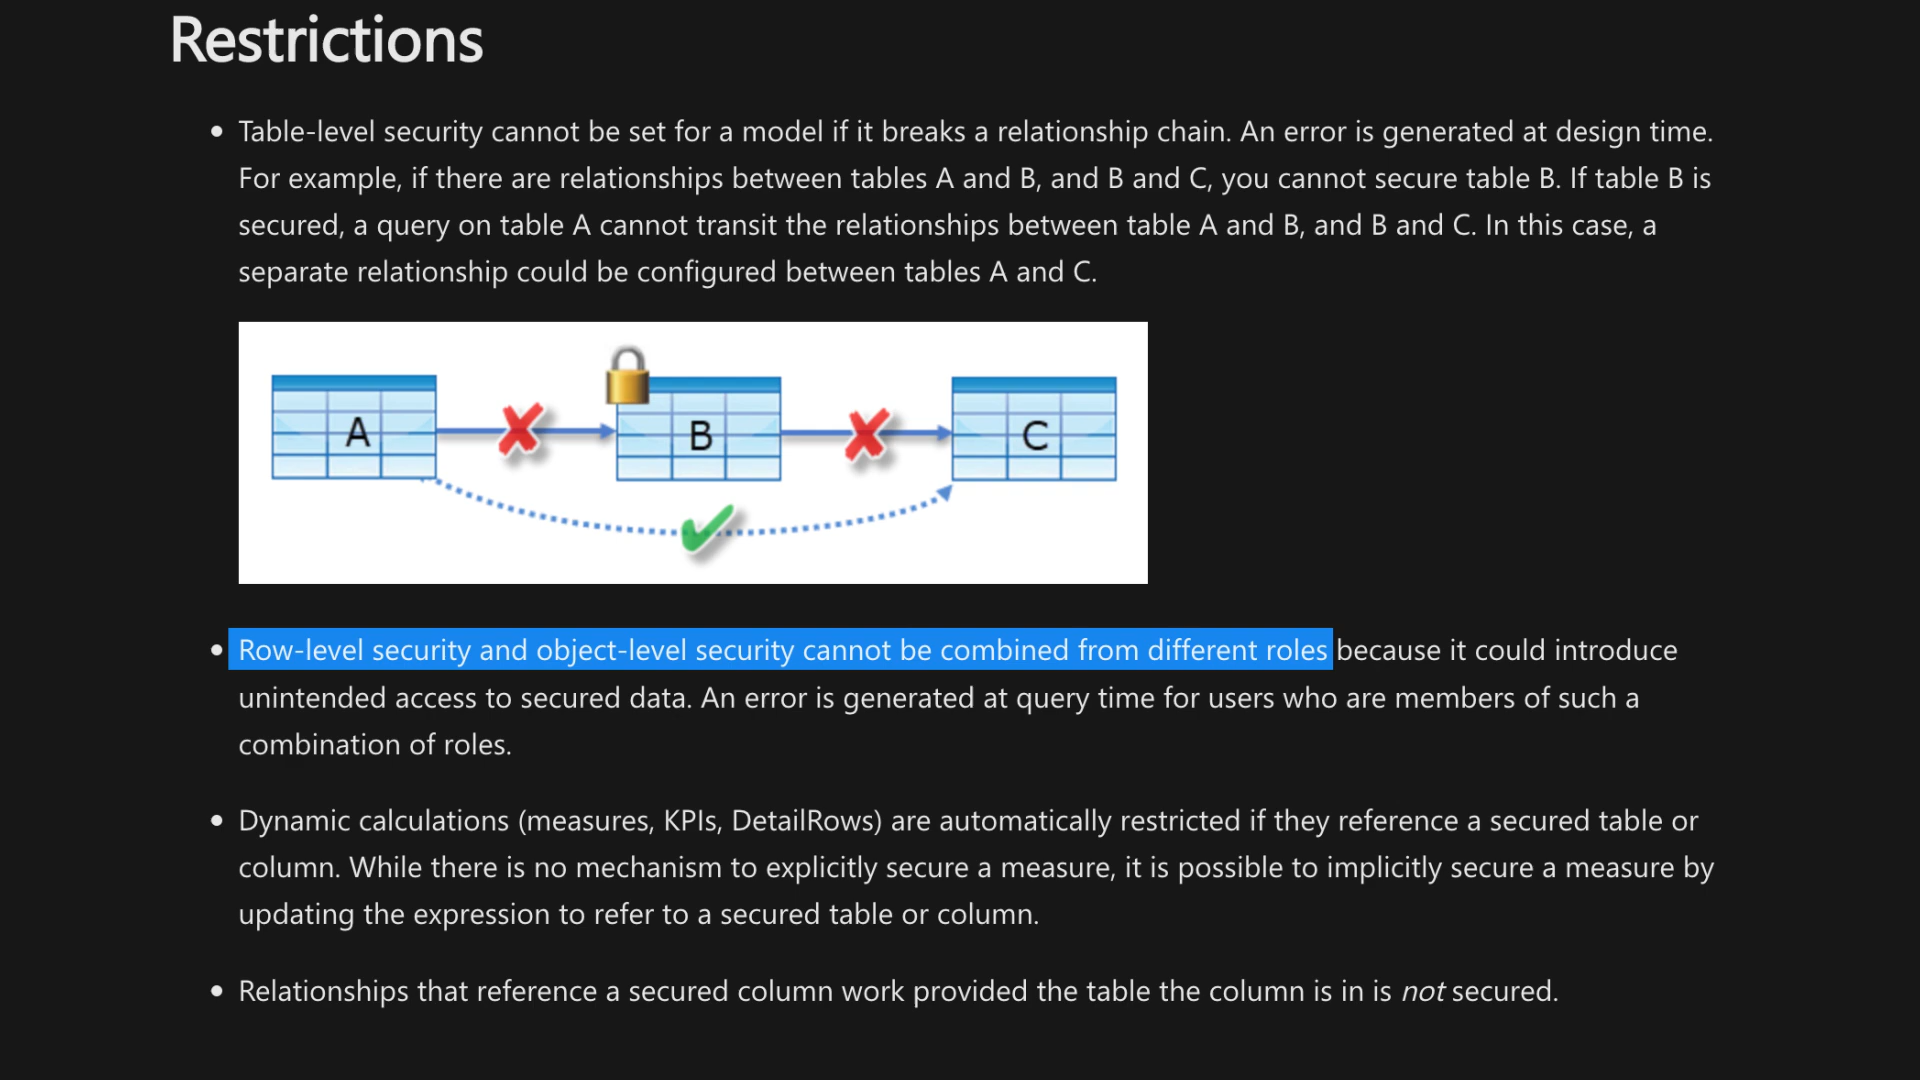 Restrictions
Table-level security cannot be set for a model if it breaks a relationship chain. An error is generated at design time.
For example, if there are relationships between tables A and B, and B and C, you cannot secure table B. If table B is
secured, a query on table A cannot transit the relationships between table A and B, and B and C. In this case, a
separate relationship could be configured between tables A and C.
A B C
Row-level security and object-level security cannot be combined from different roles because it could introduce
unintended access to secured data. An error is generated at query time for users who are members of such a
combination of roles.
Dynamic calculations (measures, KPIs, DetailRows) are automatically restricted if they reference a secured table or
column. While there is no mechanism to explicitly secure a measure, it is possible to implicitly secure a measure by
updating the expression to refer to a secured table or column.
Relationships that reference a secured column work provided the table the column is in is not secured.